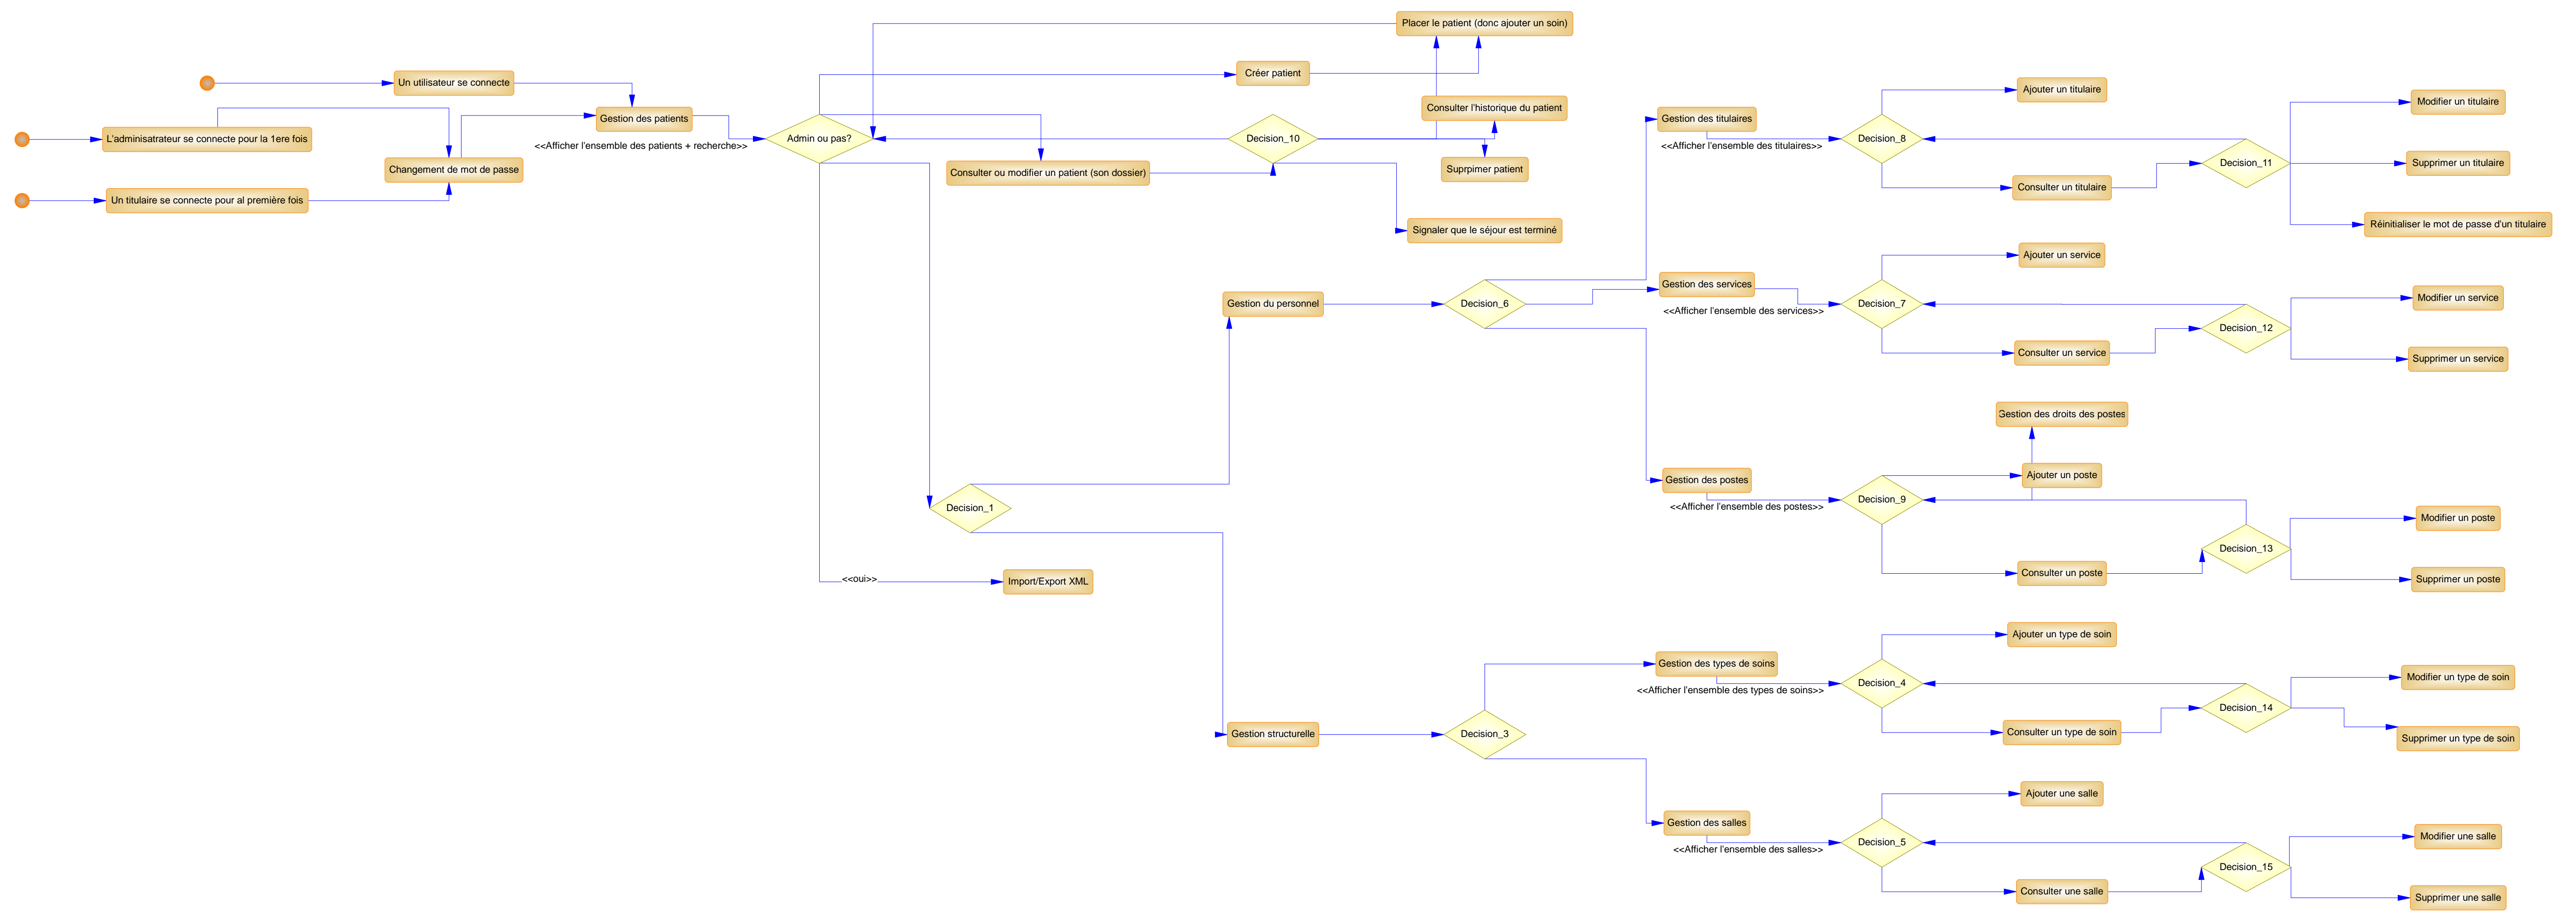 Placer le patient (donc ajouter un soin)
Un utilisateur se connecte
Créer patient
Gestion des patients
<<Afficher l'ensemble des patients + recherche>>
L'adminisatrateur se connecte pour la 1ere fois
Changement de mot de passe
Un titulaire se connecte pour al première fois
Admin ou pas?
Consulter l'historique du patient
Decision_10
Consulter ou modifier un patient (son dossier)
Suprpimer patient
Signaler que le séjour est terminé
Gestion des titulaires
<<Afficher l'ensemble des titulaires>>
Decision_8
Ajouter un titulaire
Consulter un titulaire
Decision_11
Modifier un titulaire
Supprimer un titulaire
Réinitialiser le mot de passe d'un titulaire
Gestion du personnel
Decision_6
Gestion des services
<<Afficher l'ensemble des services>>
Decision_7
Ajouter un service
Consulter un service
Decision_12
Modifier un service
Supprimer un service
Gestion des droits des postes
Gestion des postes
<<Afficher l'ensemble des postes>>
Decision_9
Ajouter un poste
Consulter un poste
Decision_13
Modifier un poste
Supprimer un poste
Decision_1
<<oui>>
Import/Export XML
Gestion structurelle
Decision_3
Gestion des types de soins
<<Afficher l'ensemble des types de soins>>
Decision_4
Ajouter un type de soin
Consulter un type de soin
Decision_14
Modifier un type de soin
Supprimer un type de soin
Gestion des salles
<<Afficher l'ensemble des salles>>
Decision_5
Ajouter une salle
Consulter une salle
Decision_15
Modifier une salle
Supprimer une salle